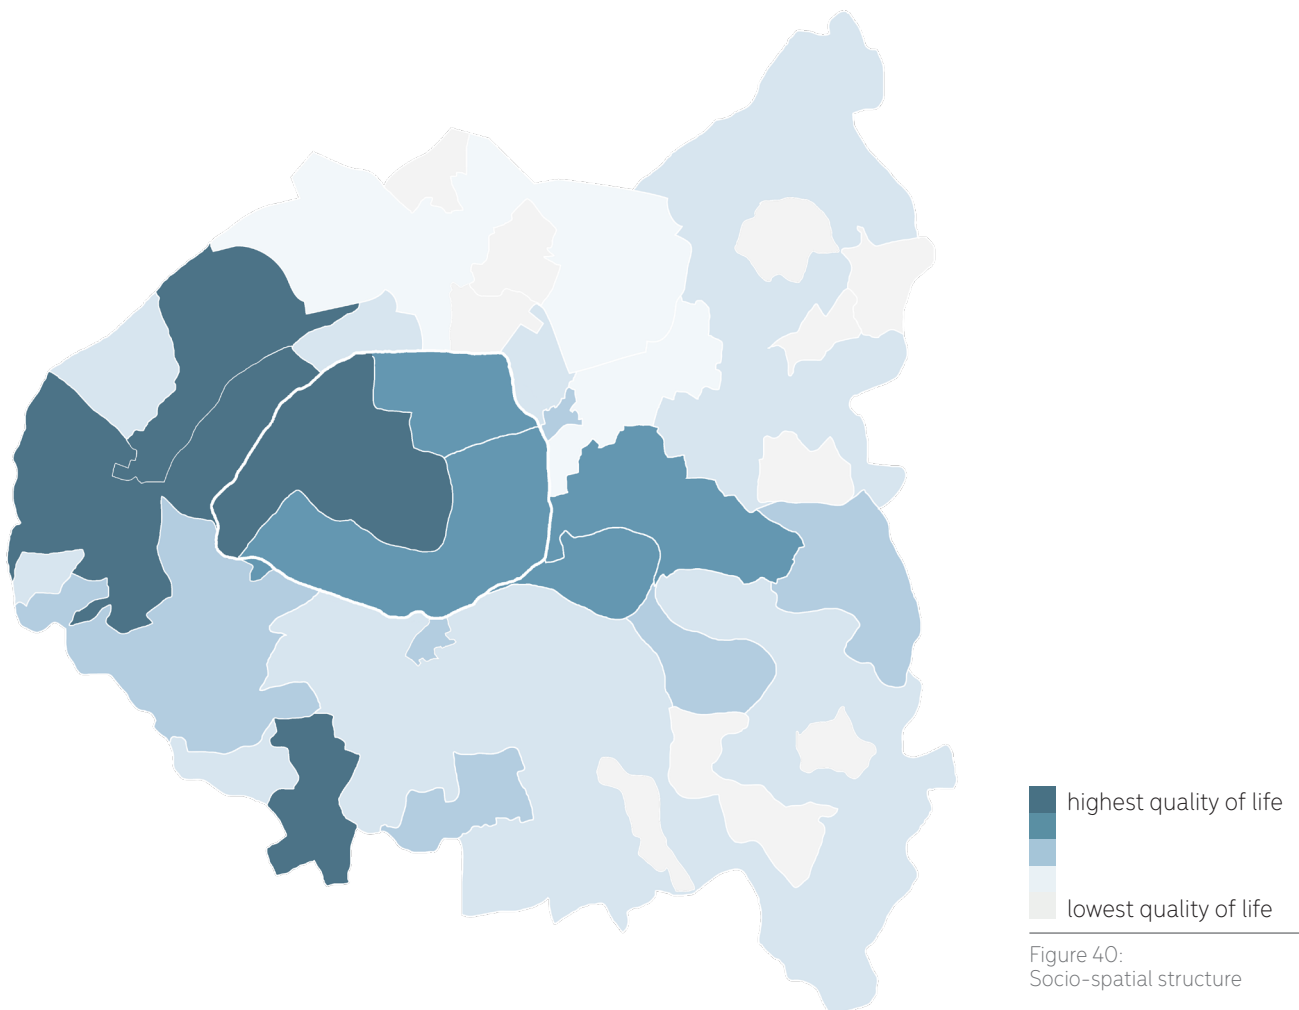 highest quality of life
lowest quality of life
Figure 40:
Socio-spatial structure